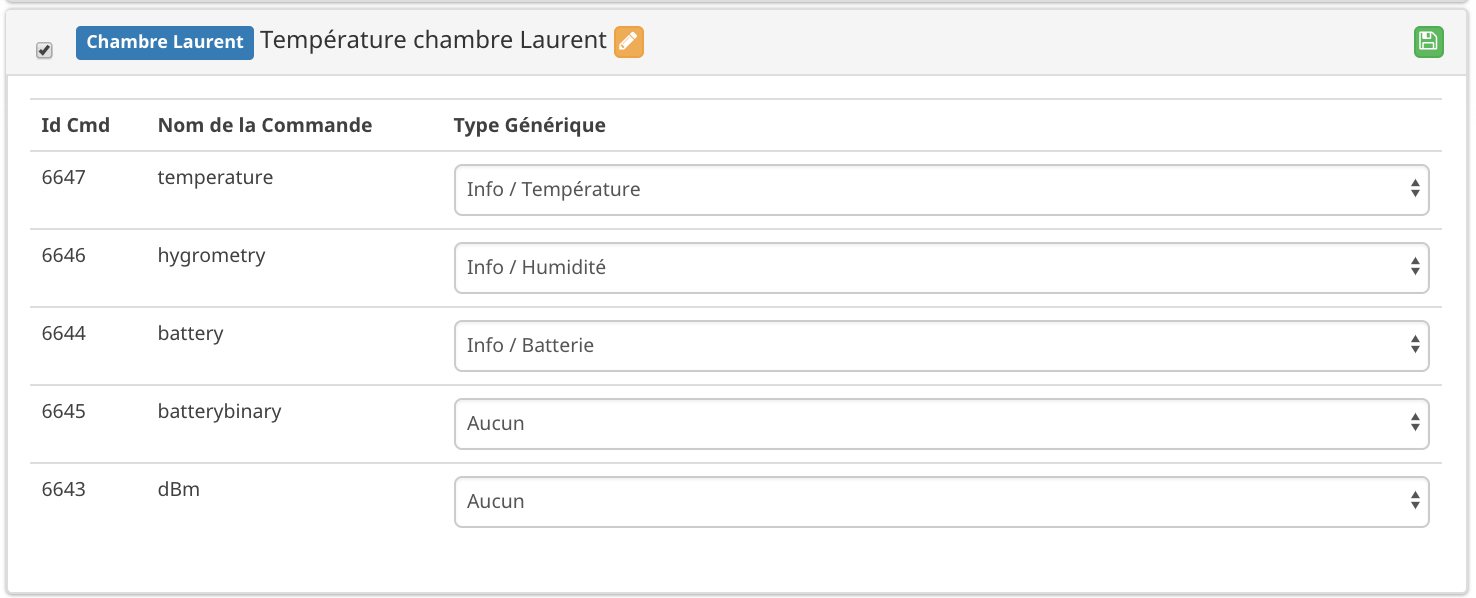 Chambre Laurent Température chambre Laurent
Id Cmd Nom de la Commande Type Générique
6647 temperature Info / Température
6646 hygrometry Info / Humidité
6644 battery Info / Batterie
6645 batterybinary Aucun
6643 dBm Aucun